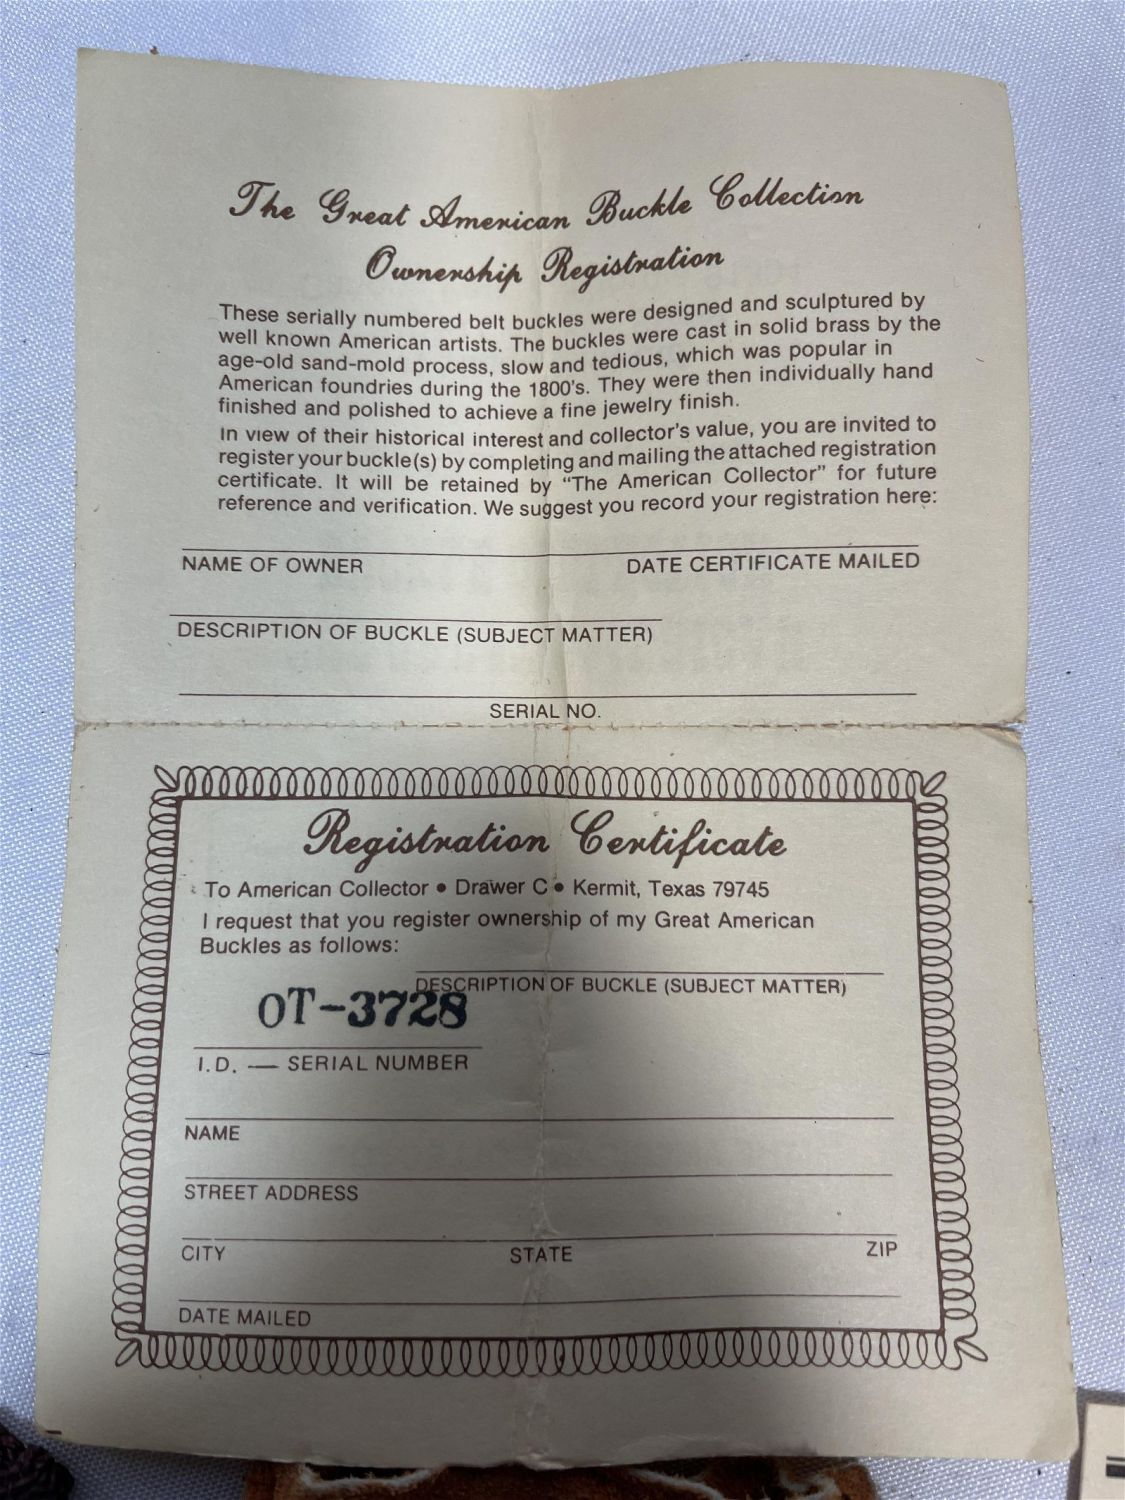 The Great American Buckle Collection
Ownership Registration
These serially numbered belt buckles were designed and sculptured by
well known American artists. The buckles were cast in solid brass by the
age-old sand-mold process, slow and tedious, which was popular in
American foundries during the 1800's. They were then individually hand
finished and polished to achieve a fine jewelry finish.
In view of their historical interest and collector's value, you are invited to
register your buckle(s) by completing and mailing the attached registration
certificate. It will be retained by "The American Collector" for future
reference and verification. We suggest you record your registration here:
NAME OF OWNER DATE CERTIFICATE MAILED
DESCRIPTION OF BUCKLE (SUBJECT MATTER)
SERIAL NO.
Registration Certificate
To American Collector • Drawer C • Kermit, Texas 79745
I request that you register ownership of my Great American
Buckles as follows:
DESCRIPTION OF BUCKLE (SUBJECT MATTER)
OT-3728
I.D. — SERIAL NUMBER
NAME
STREET ADDRESS
CITY STATE ZIP
DATE MAILED